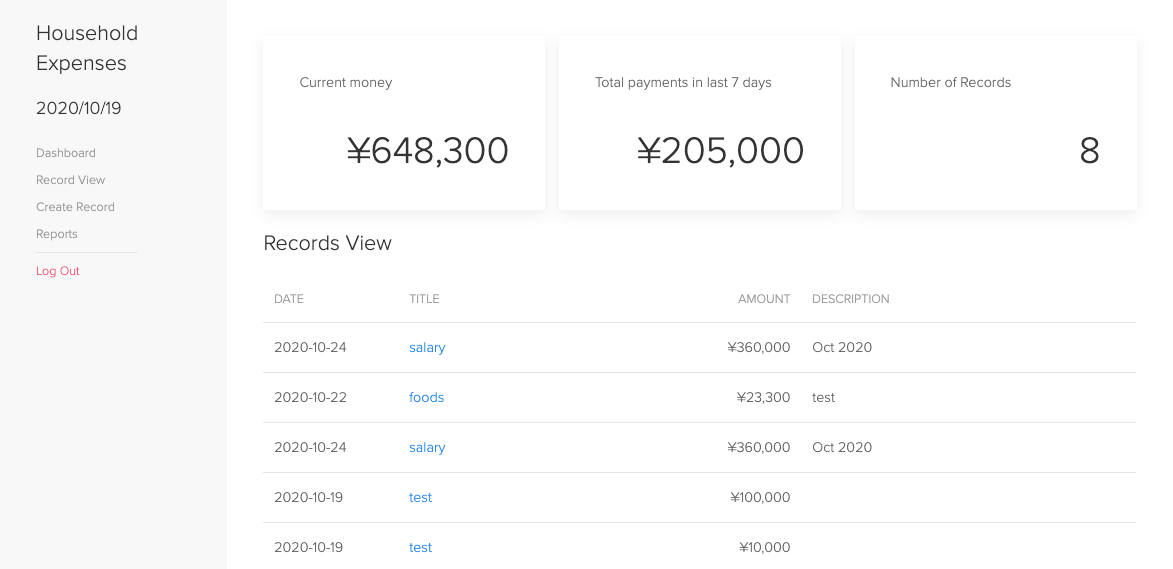 Household
Expenses
2020/10/19
Dashboard
Record View
Create Record
Reports
Log Out
Current money
¥648,300
Total payments in last 7 days
¥205,000
Number of Records
8
Records View
DATE TITLE AMOUNT DESCRIPTION
2020-10-24 salary ¥360,000 Oct 2020
2020-10-22 foods ¥23,300 test
2020-10-24 salary ¥360,000 Oct 2020
2020-10-19 test ¥100,000
2020-10-19 test ¥10,000